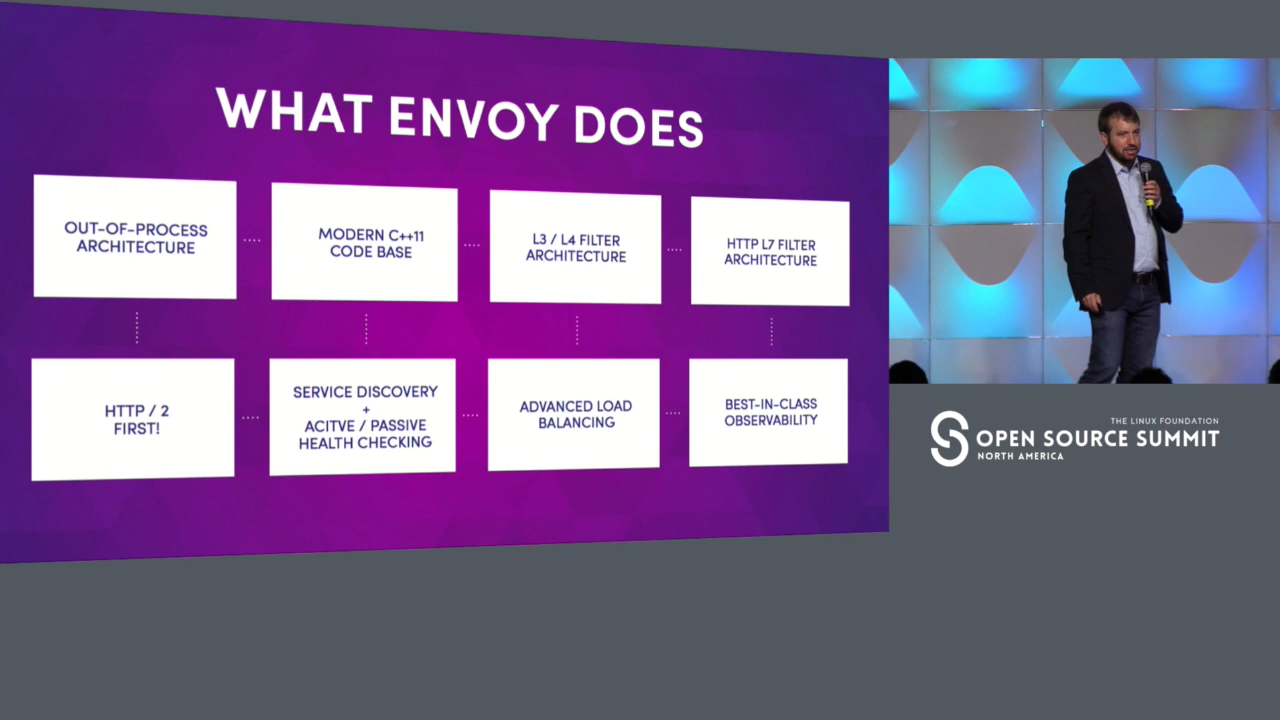 WHAT ENVOY DOES
OUT-OF-PROCESS
ARCHITECTURE
MODERN C++11
CODE BASE
L3 / L4 FILTER
ARCHITECTURE
HTTP L7 FILTER
ARCHITECTURE
HTTP / 2
FIRST!
SERVICE DISCOVERY
+
ACITVE / PASSIVE
HEALTH CHECKING
ADVANCED LOAD
BALANCING
BEST-IN-CLASS
OBSERVABILITY
THE LINUX FOUNDATION
OPEN SOURCE SUMMIT
NORTH AMERICA